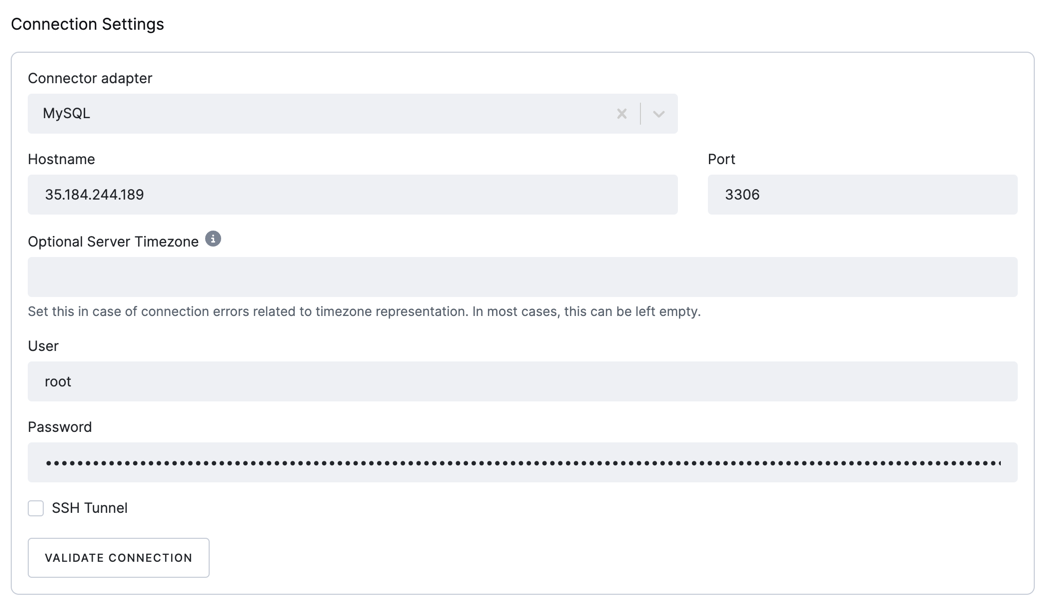 Connection Settings
Connector adapter
MySQL
Hostname
Port
35.184.244.189
3306
Optional Server Timezone
Set this in case of connection errors related to timezone representation. In most cases, this can be left empty.
User
root
Password
SSH Tunnel
VALIDATE CONNECTION